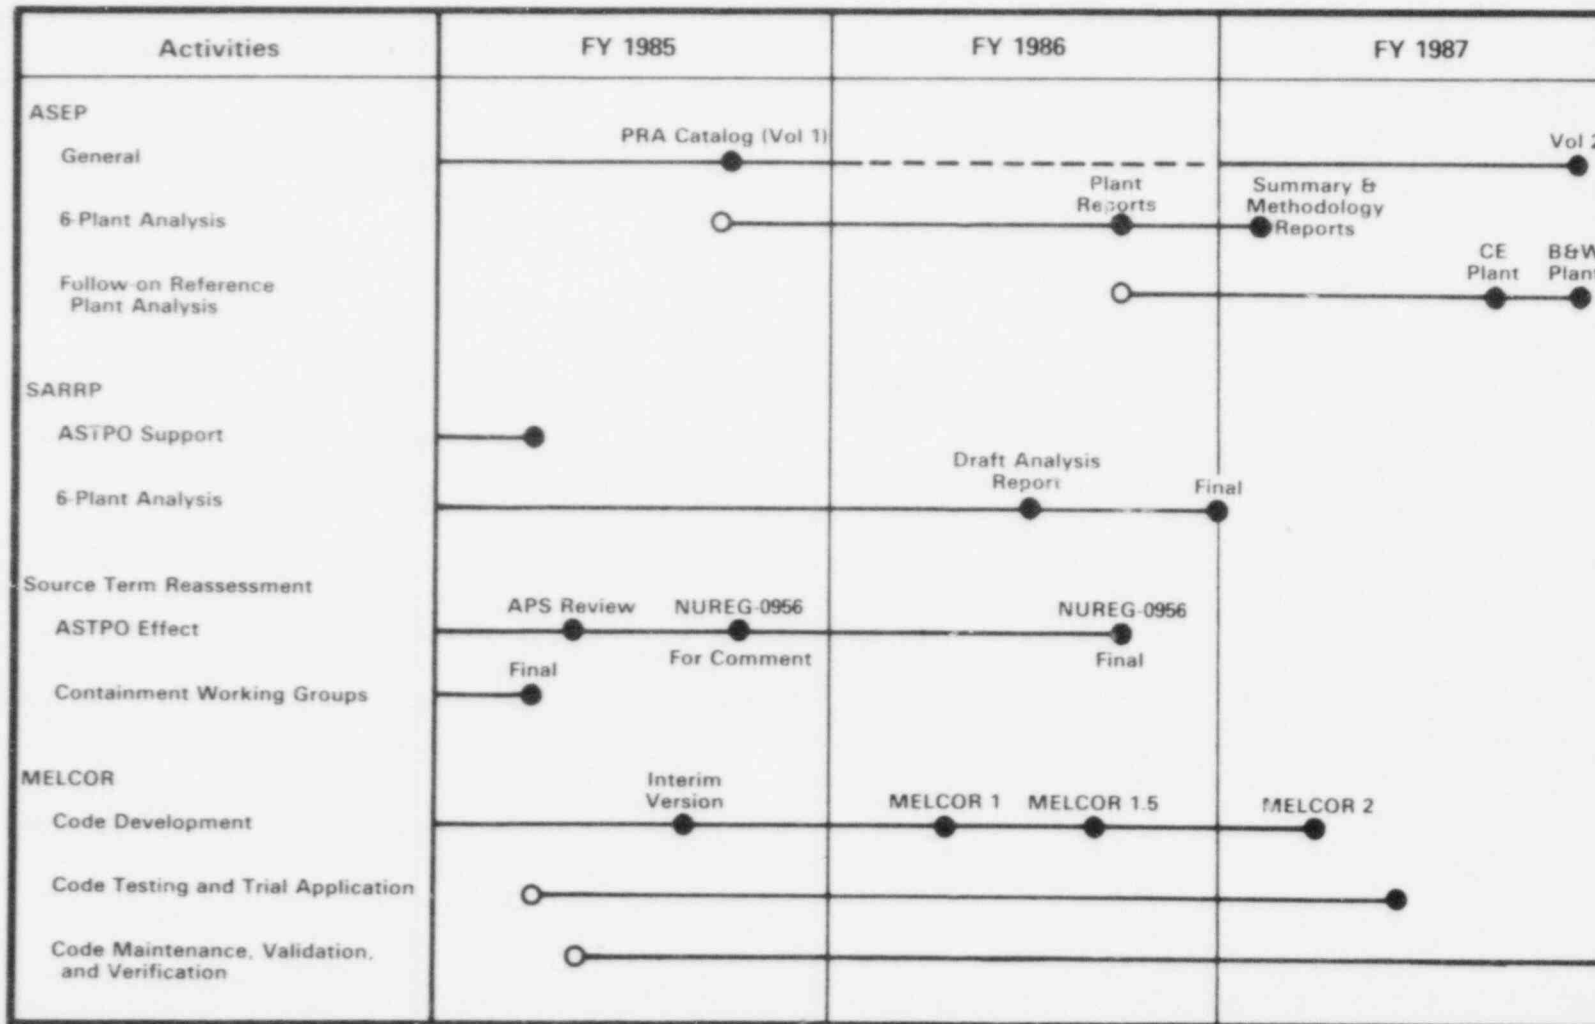 Activities
FY 1985
FY 1986
FY 1987
ASEP
General
PRA Catalog (Vol 1)
Vol 2
6-Plant Analysis
Plant
Reports
Summary &
Methodology
Reports
Follow-on Reference
Plant Analysis
CE
Plant
B&W
Plant
SARRP
ASTPO Support
6-Plant Analysis
Draft Analysis
Report
Final
Source Term Reassessment
ASTPO Effect
APS Review
NUREG-0956
For Comment
NUREG-0956
Final
Containment Working Groups
Final
MELCOR
Code Development
Interim
Version
MELCOR 1
MELCOR 1.5
MELCOR 2
Code Testing and Trial Application
Code Maintenance, Validation,
and Verification